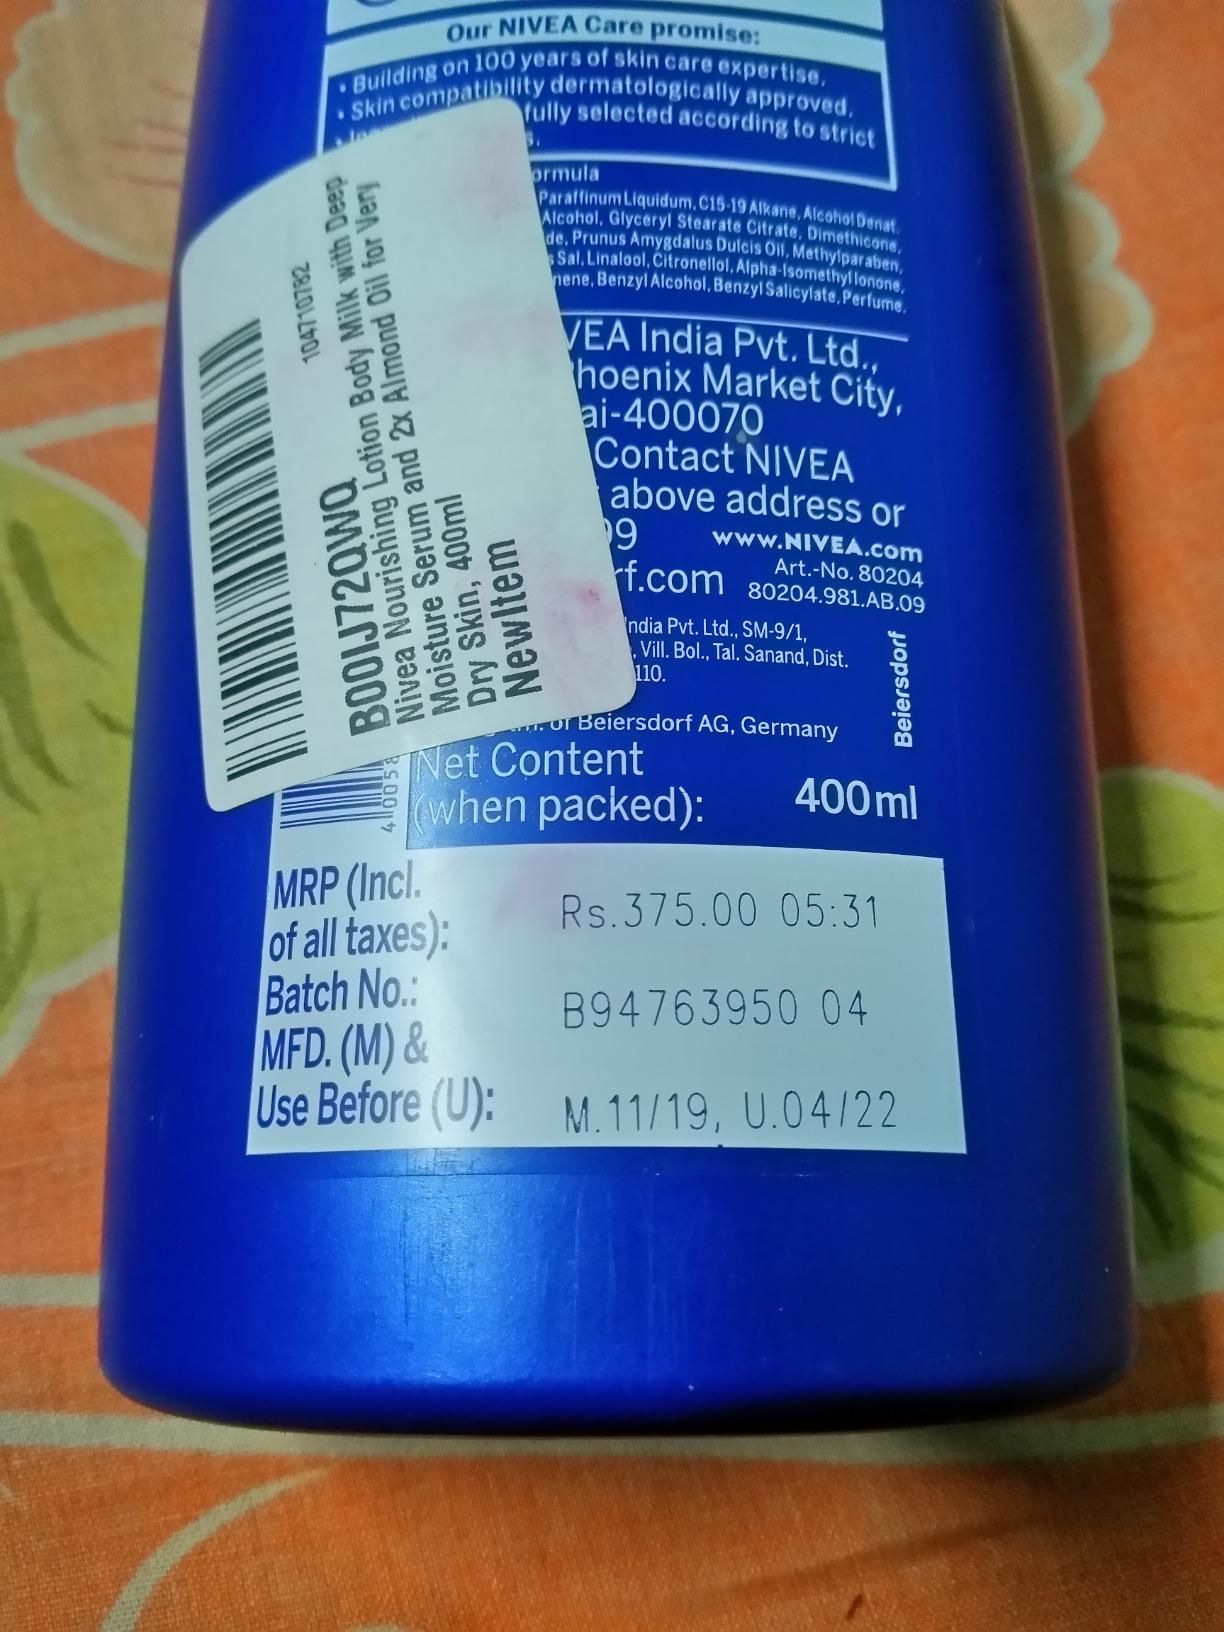 Our NIVEA Care promise:
• Building on 100 years of skin care expertise.
• Skin compatibility dermatologically approved.
fully selected according to strict
s.
ormula
Paraffinum Liquidum, C15-19 Alkane, Alcohol Denat.
Alcohol, Glyceryl Stearate Citrate, Dimethicone,
de, Prunus Amygdalus Dulcis Oil, Methylparaben,
s Sal, Linalool, Citronellol, Alpha-Isomethyl Ionone,
nene, Benzyl Alcohol, Benzyl Salicylate, Perfume.
VEA India Pvt. Ltd.,
hoenix Market City,
ai-400070
Contact NIVEA
above address or
99 www.NIVEA.com
rf.com Art.-No. 80204
80204.981.AB.09
India Pvt. Ltd., SM-9/1,
, Vill. Bol., Tal. Sanand, Dist.
110.
Beiersdorf
of Beiersdorf AG, Germany
104710782
B00IJ72QWQ
Nivea Nourishing Lotion Body Milk with Deep
Moisture Serum and 2x Almond Oil for Very
Dry Skin, 400ml
NewItem
4 0058
Net Content
(when packed): 400ml
MRP (Incl.
of all taxes): Rs.375.00 05:31
Batch No.: B94763950 04
MFD. (M) &
Use Before (U): M.11/19, U.04/22